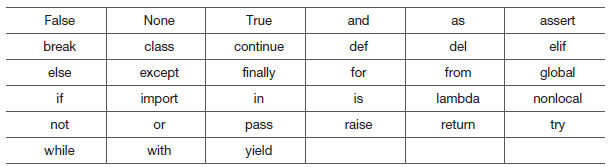 False None True and as assert
break class continue def del elif
else except finally for from global
if import in is lambda nonlocal
not or pass raise return try
while with yield